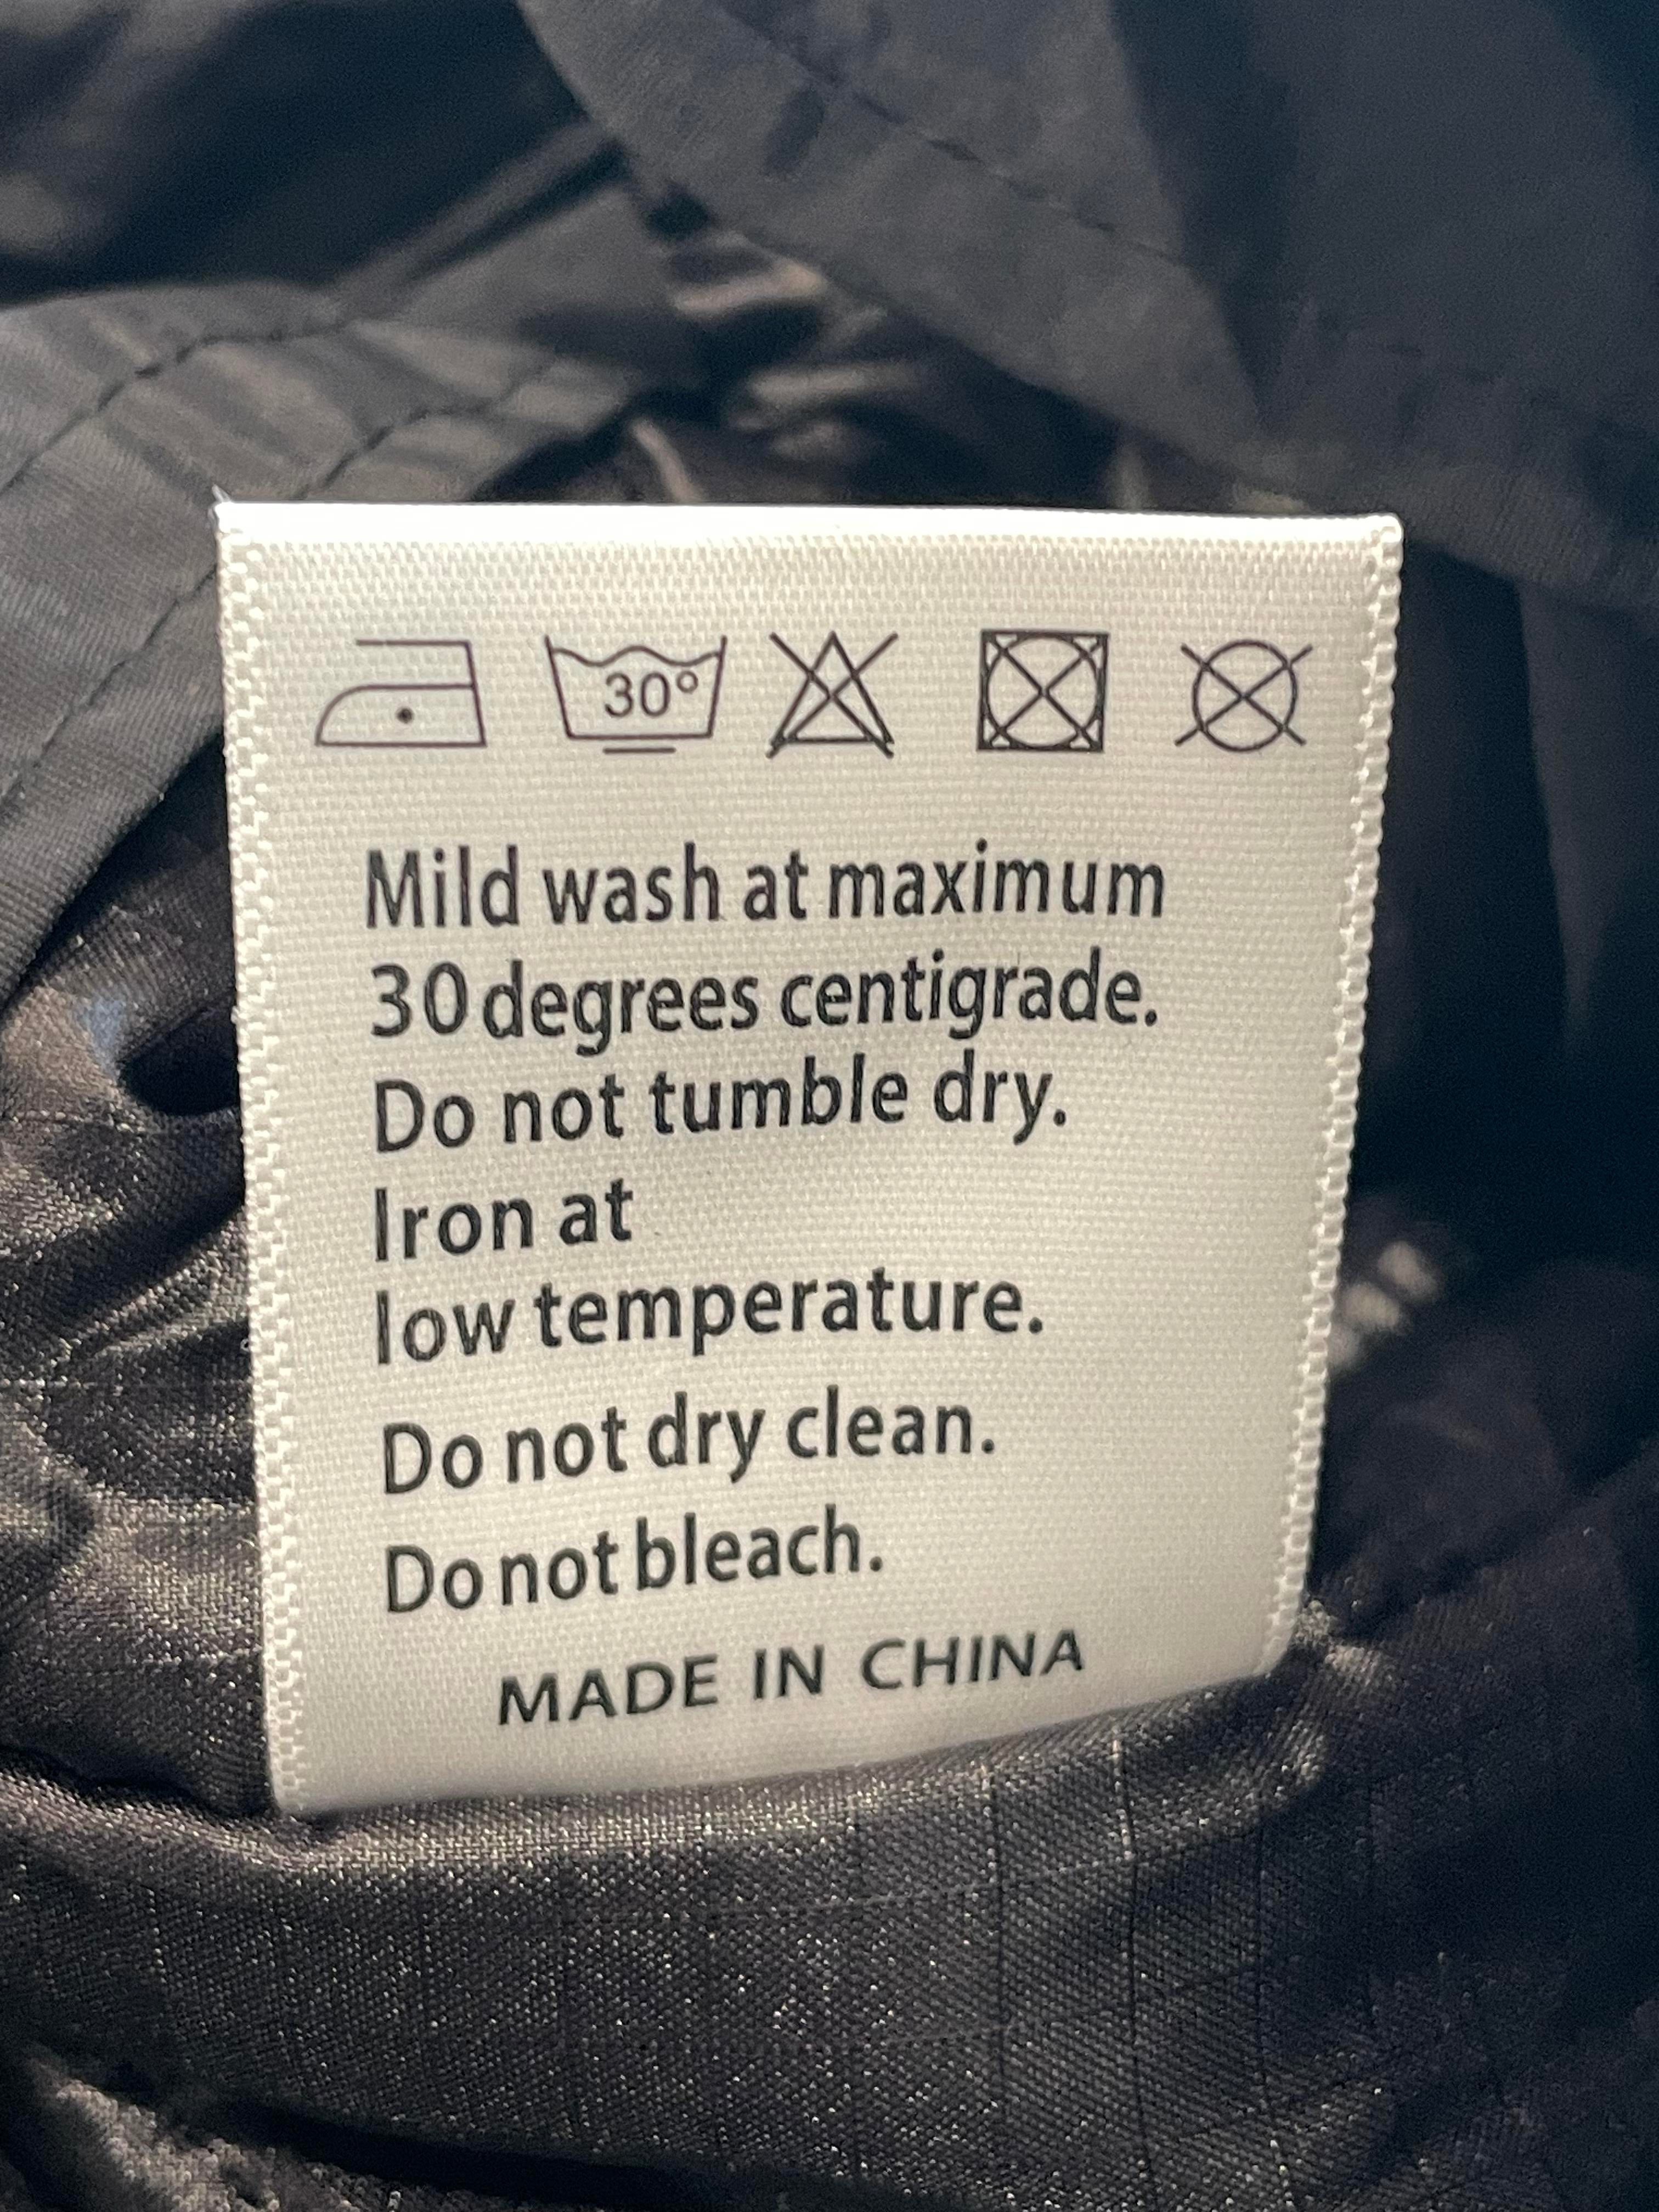 30°
Mild wash at maximum
30 degrees centigrade.
Do not tumble dry.
Iron at
low temperature.
Do not dry clean.
Do not bleach.
MADE IN CHINA